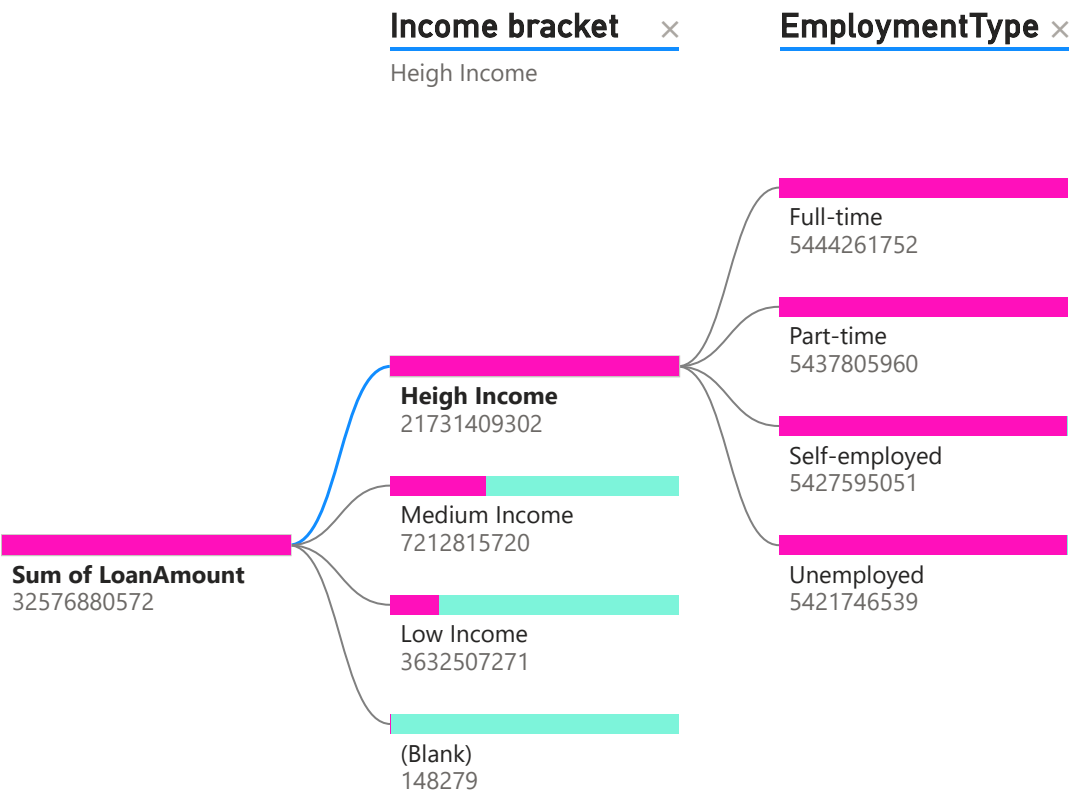 Income bracket
EmploymentType
Heigh Income
Full-time
5444261752
Part-time
5437805960
Heigh Income
21731409302
Self-employed
5427595051
Medium Income
7212815720
Sum of LoanAmount
32576880572
Unemployed
5421746539
Low Income
3632507271
(Blank)
148279